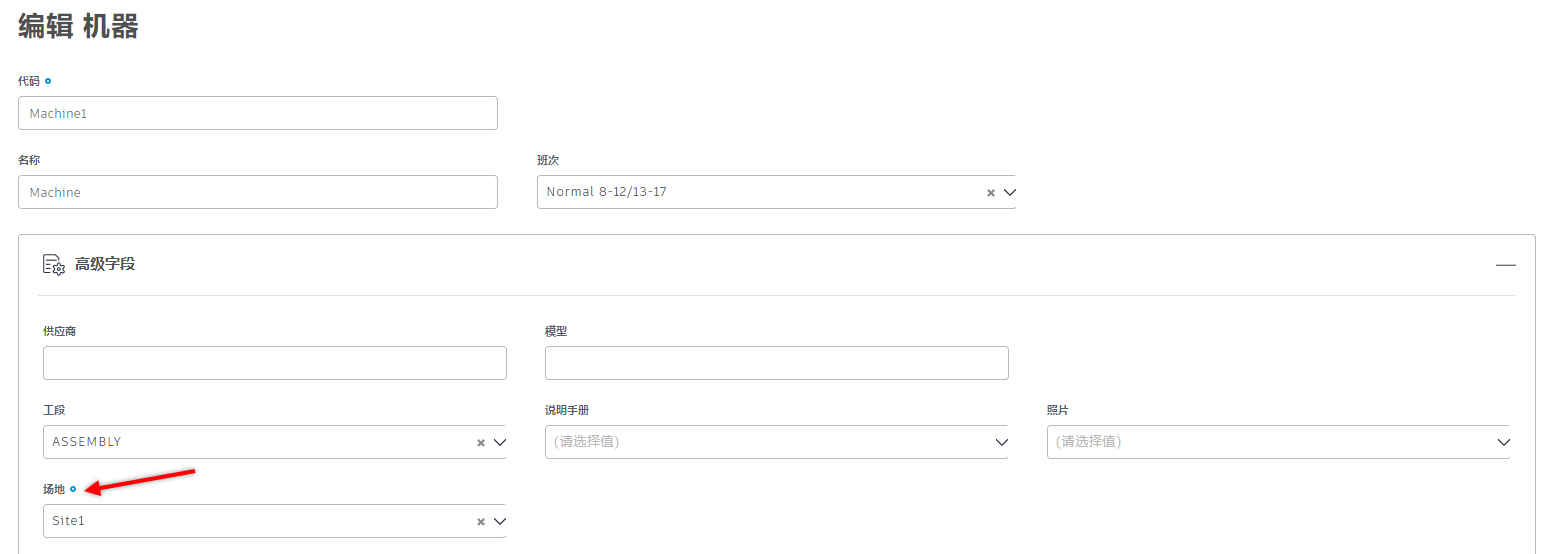 编辑 机器
代码
Machine1
名称 班次
Machine Normal 8-12/13-17
高级字段
供应商 模型
工段 说明手册 照片
ASSEMBLY (请选择值) (请选择值)
场地
Site1